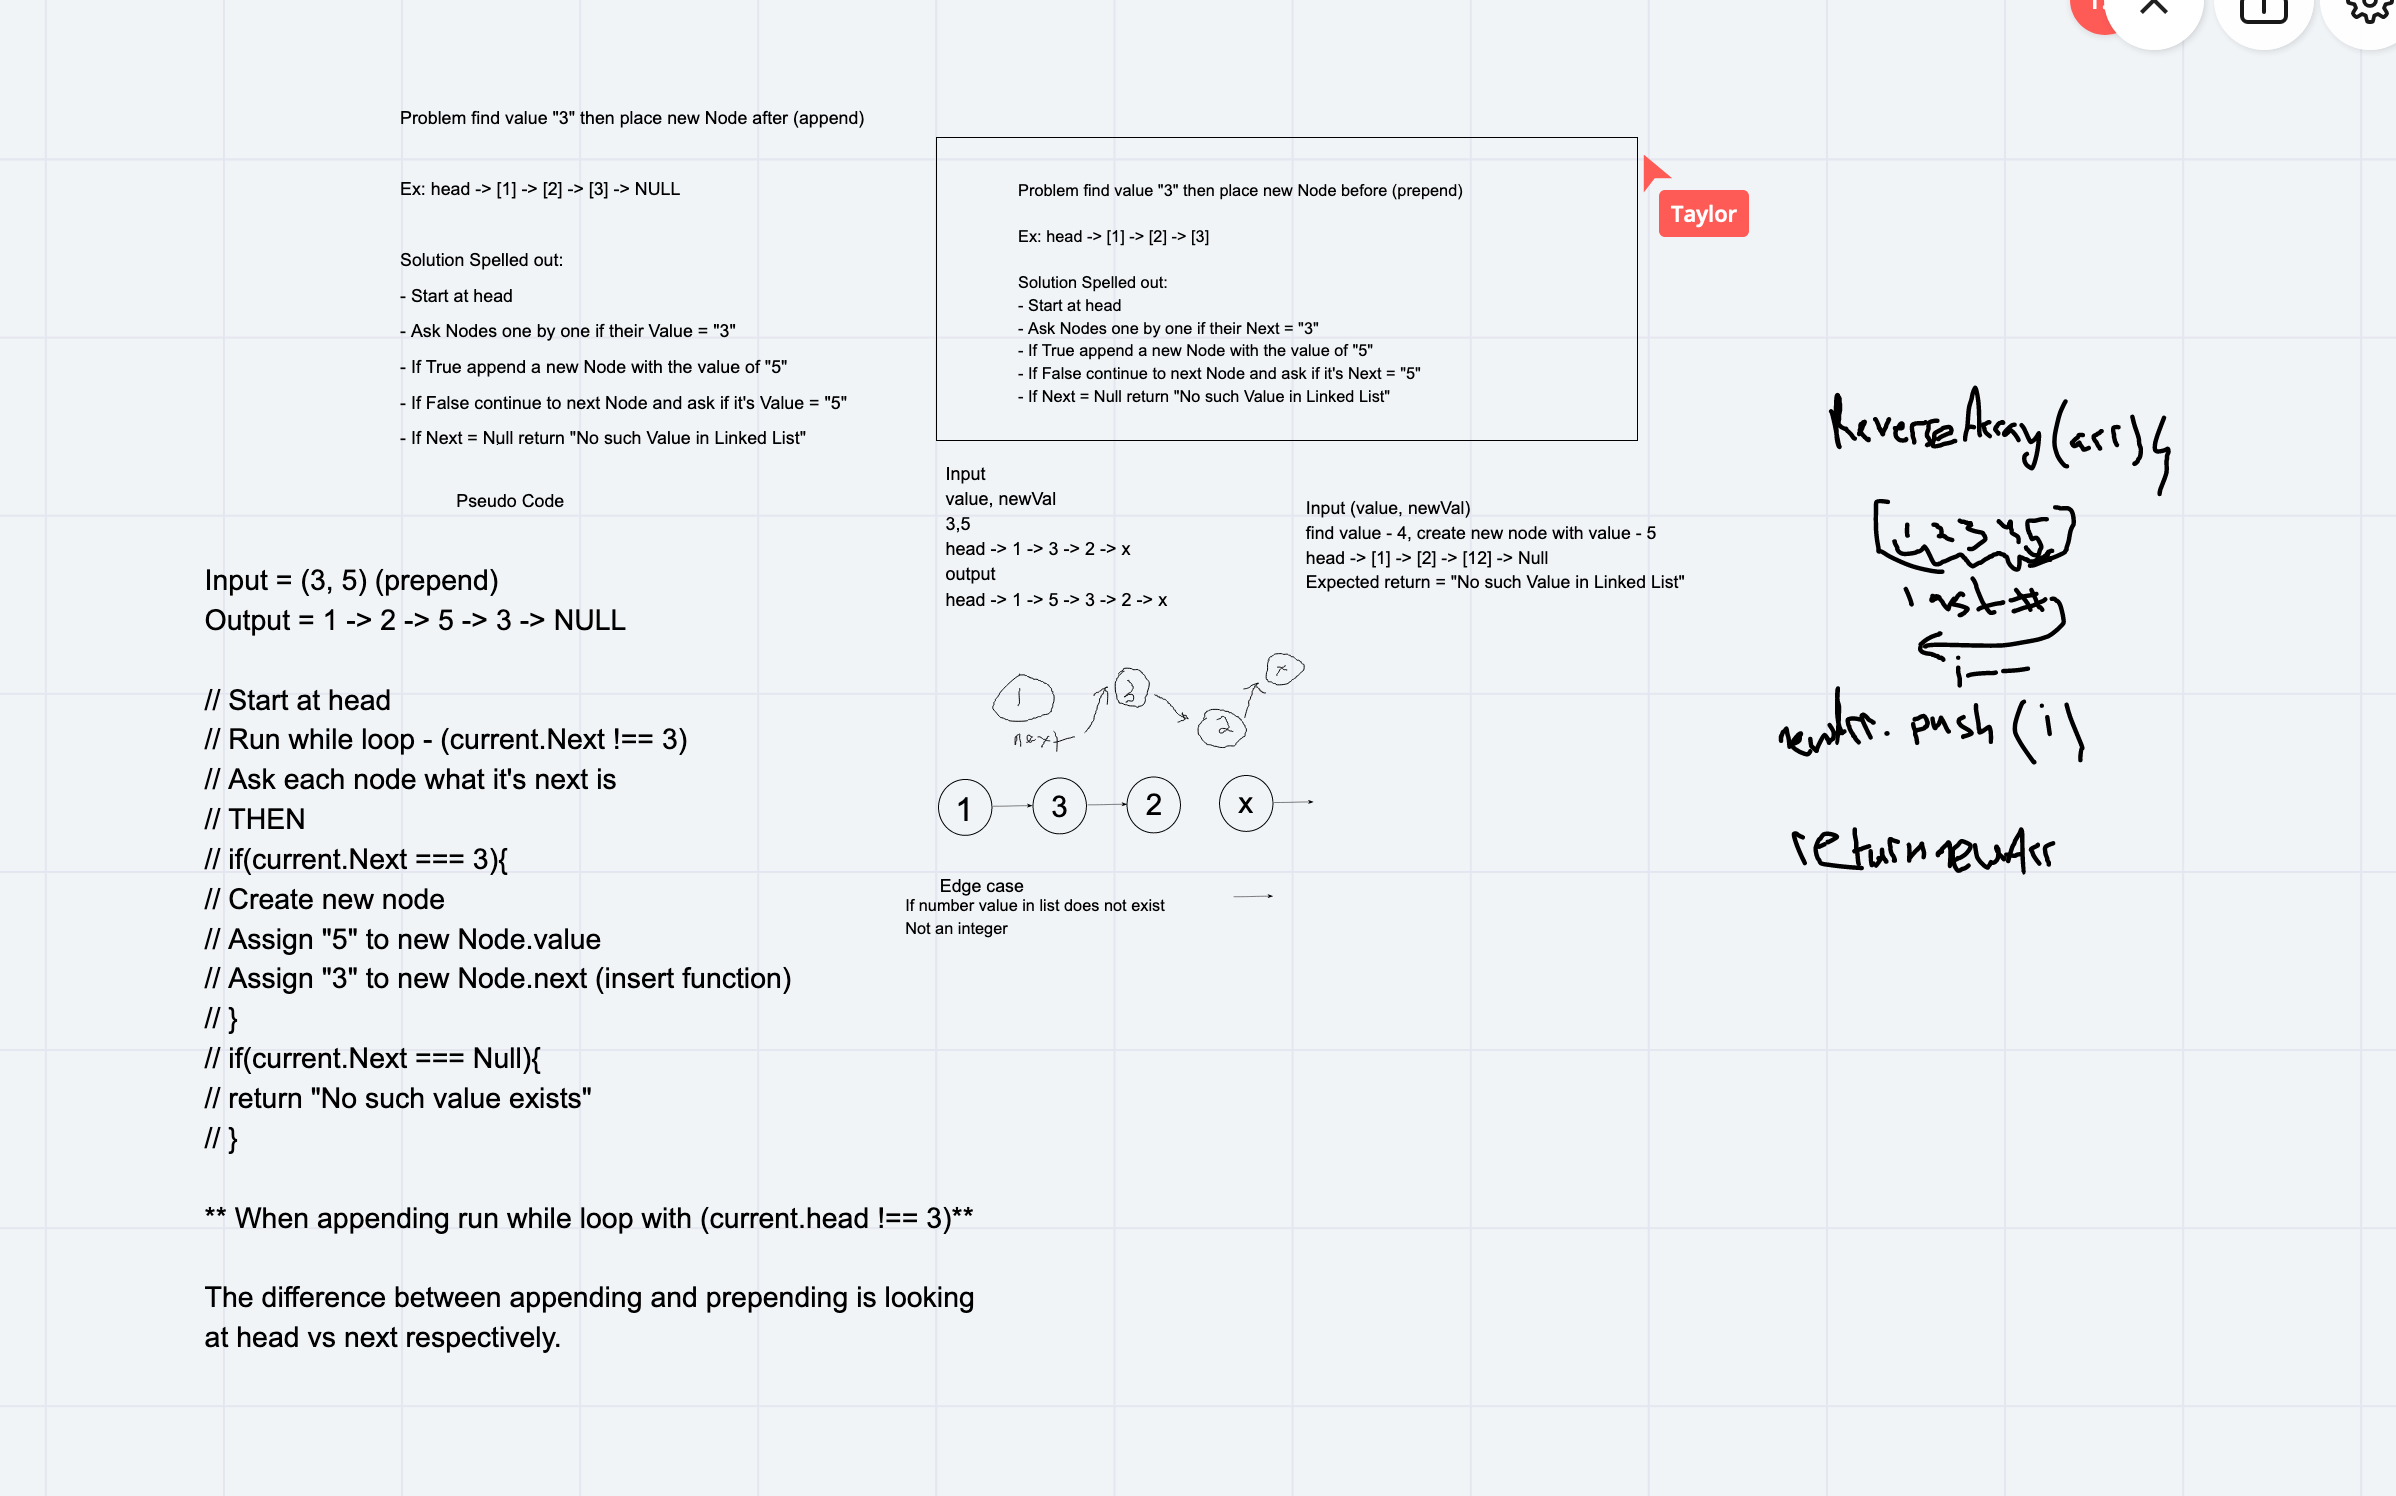 Problem find value "3" then place new Node after (append)
Ex: head -> [1] -> [2] -> [3] -> NULL
Solution Spelled out:
- Start at head
- Ask Nodes one by one if their Value = "3"
- If True append a new Node with the value of "5"
- If False continue to next Node and ask if it's Value = "5"
- If Next = Null return "No such Value in Linked List"
Problem find value "3" then place new Node before (prepend)
Ex: head -> [1] -> [2] -> [3]
Solution Spelled out:
- Start at head
- Ask Nodes one by one if their Next = "3"
- If True append a new Node with the value of "5"
- If False continue to next Node and ask if it's Next = "5"
- If Next = Null return "No such Value in Linked List"
Taylor
Pseudo Code
Input = (3, 5) (prepend)
Output = 1 -> 2 -> 5 -> 3 -> NULL
// Start at head
// Run while loop - (current.Next !== 3)
// Ask each node what it's next is
// THEN
// if(current.Next === 3){
// Create new node
// Assign "5" to new Node.value
// Assign "3" to new Node.next (insert function)
// }
// if(current.Next === Null){
// return "No such value exists"
// }
** When appending run while loop with (current.head !== 3)**
The difference between appending and prepending is looking
at head vs next respectively.
Input
value, newVal
3,5
head -> 1 -> 3 -> 2 -> x
output
head -> 1 -> 5 -> 3 -> 2 -> x
Input (value, newVal)
find value - 4, create new node with value - 5
head -> [1] -> [2] -> [12] -> Null
Expected return = "No such Value in Linked List"
1 3 2 x
next
1 3 2 x
Edge case
If number value in list does not exist
Not an integer
ReverseArray(arr){
[1 2 3 4 5]
last #
i--
newArr.push(i)
return newArr